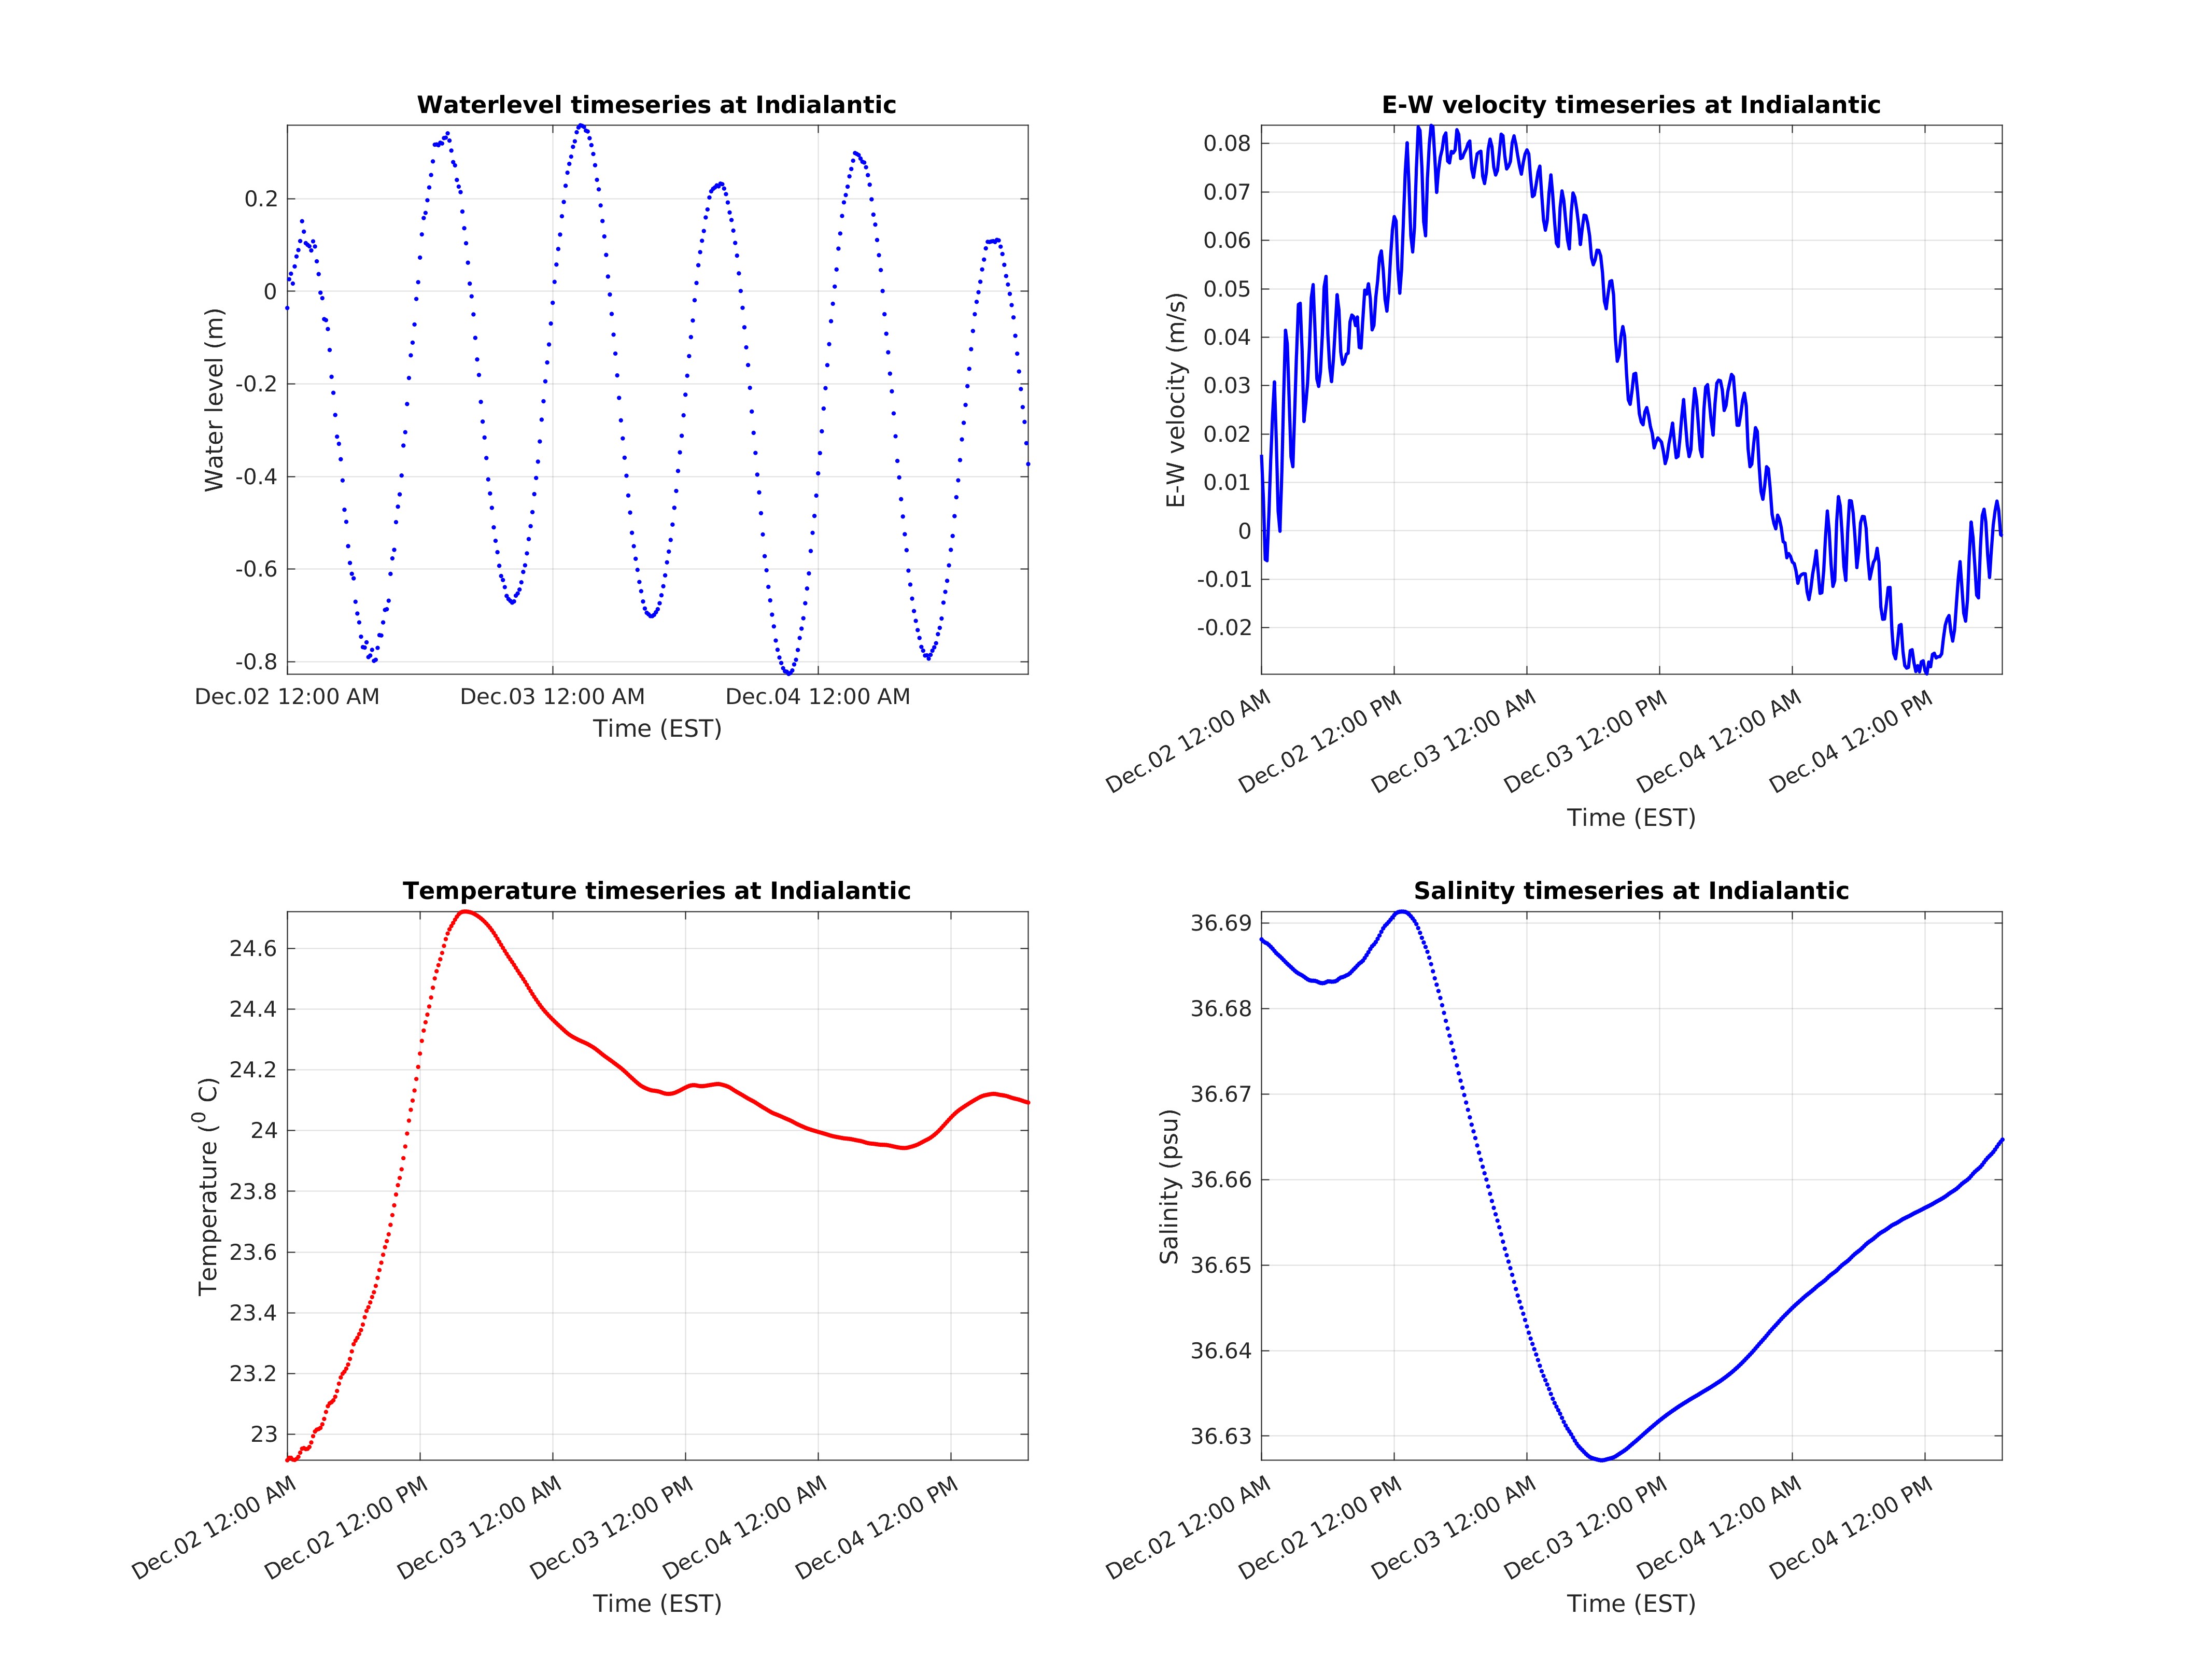 Waterlevel timeseries at Indialantic
0.2
0
-0.2
-0.4
-0.6
-0.8
Water level (m)
Dec.02 12:00 AM
Dec.03 12:00 AM
Dec.04 12:00 AM
Time (EST)
E-W velocity timeseries at Indialantic
0.08
0.07
0.06
0.05
0.04
0.03
0.02
0.01
0
-0.01
-0.02
E-W velocity (m/s)
Dec.02 12:00 AM
Dec.02 12:00 PM
Dec.03 12:00 AM
Dec.03 12:00 PM
Dec.04 12:00 AM
Dec.04 12:00 PM
Time (EST)
Temperature timeseries at Indialantic
24.6
24.4
24.2
24
23.8
23.6
23.4
23.2
23
Temperature (⁰ C)
Dec.02 12:00 AM
Dec.02 12:00 PM
Dec.03 12:00 AM
Dec.03 12:00 PM
Dec.04 12:00 AM
Dec.04 12:00 PM
Time (EST)
Salinity timeseries at Indialantic
36.69
36.68
36.67
36.66
36.65
36.64
36.63
Salinity (psu)
Dec.02 12:00 AM
Dec.02 12:00 PM
Dec.03 12:00 AM
Dec.03 12:00 PM
Dec.04 12:00 AM
Dec.04 12:00 PM
Time (EST)